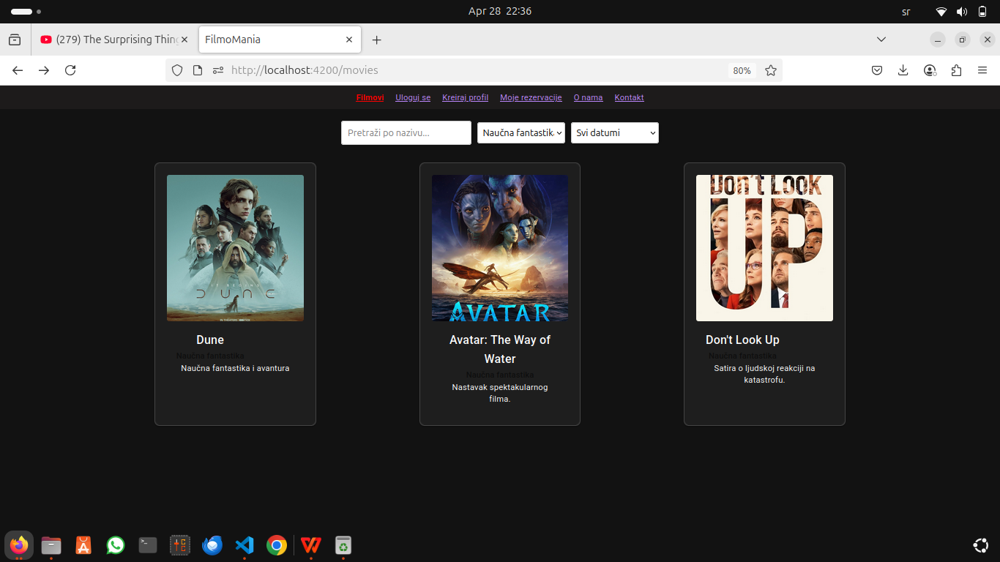 Apr 28 22:36
sr
(279) The Surprising Thing
FilmoMania
http://localhost:4200/movies
80%
Filmovi Uloguj se Kreiraj profil Moje rezervacije O nama Kontakt
Pretraži po nazivu...
Naučna fantastika
Svi datumi
DUNE
Dune
Naučna fantastika
Naučna fantastika i avantura
AVATAR
Avatar: The Way of
Water
Naučna fantastika
Nastavak spektakularnog
filma.
Don't Look
UP
Don't Look Up
Naučna fantastika
Satira o ljudskoj reakciji na
katastrofu.